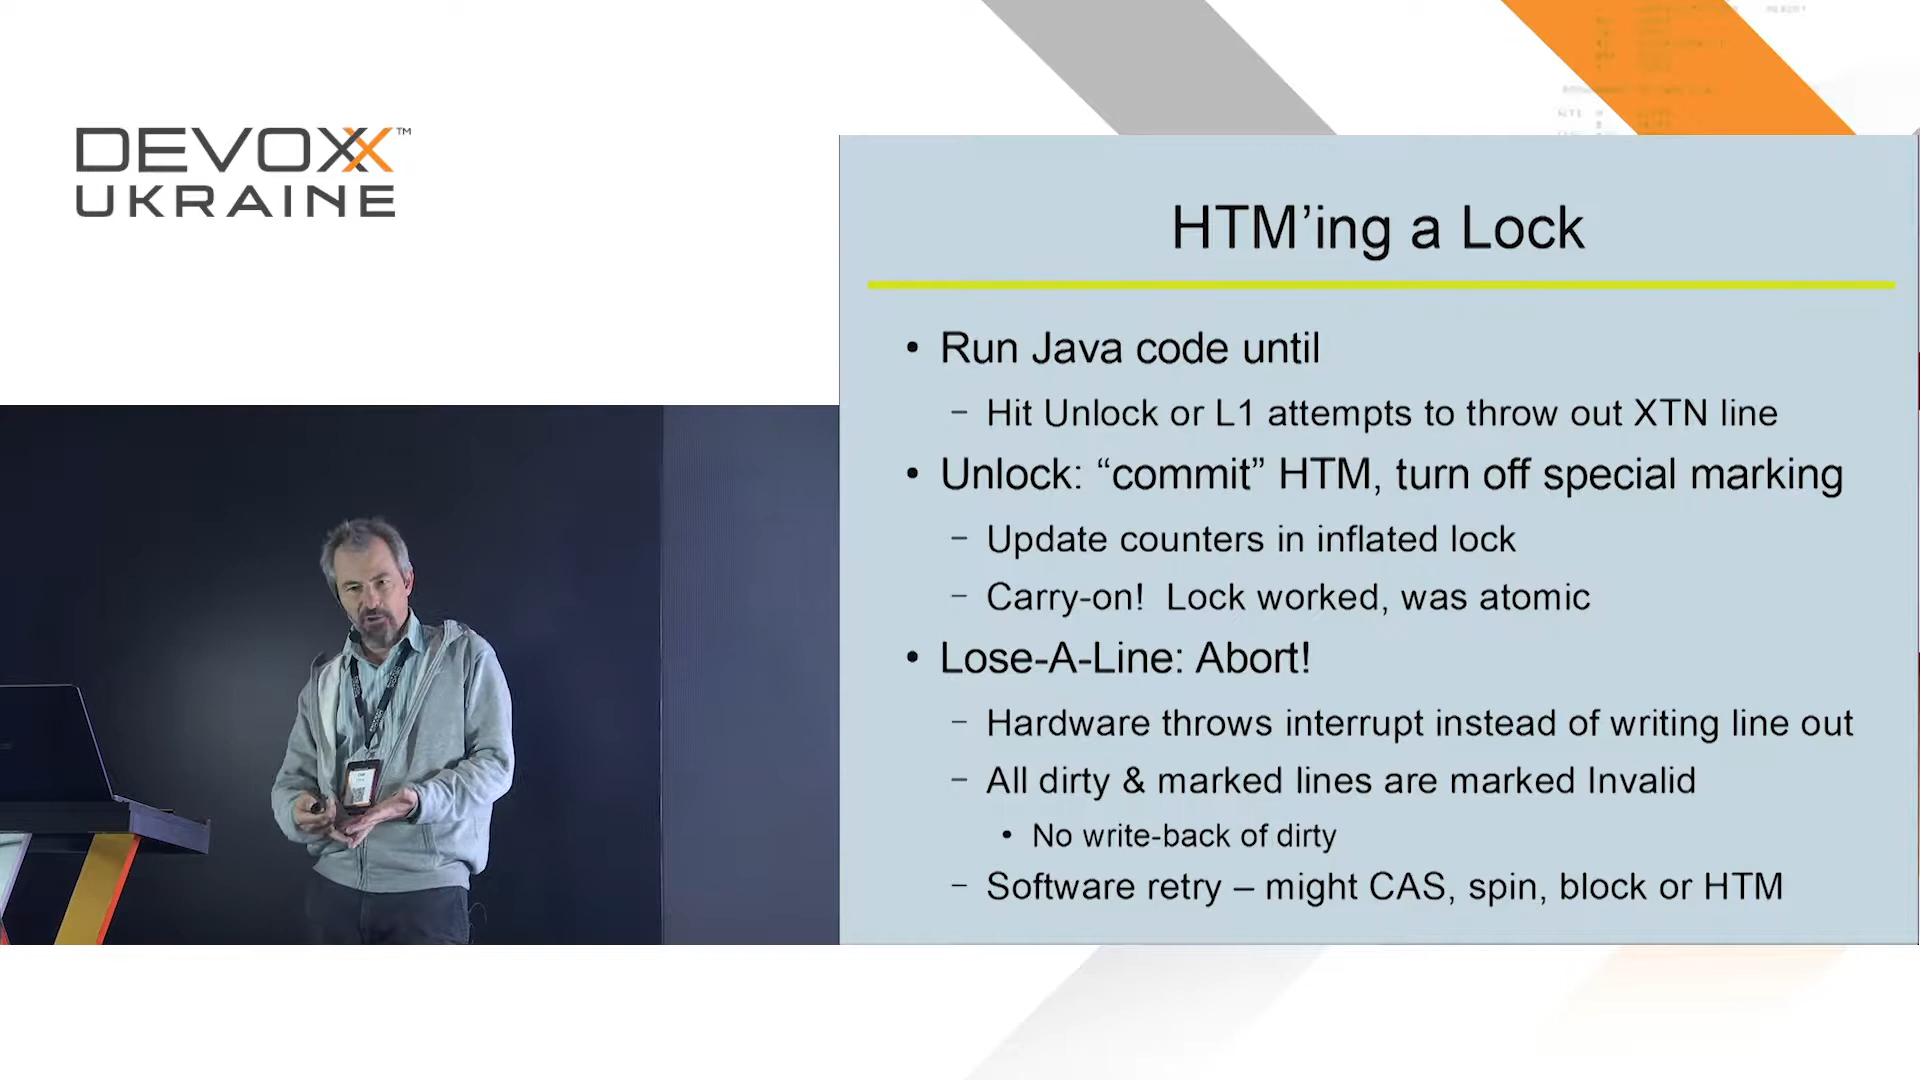 DEVOXX™
UKRAINE
HTM’ing a Lock
• Run Java code until
– Hit Unlock or L1 attempts to throw out XTN line
• Unlock: “commit” HTM, turn off special marking
– Update counters in inflated lock
– Carry-on!  Lock worked, was atomic
• Lose-A-Line: Abort!
– Hardware throws interrupt instead of writing line out
– All dirty & marked lines are marked Invalid
• No write-back of dirty
– Software retry – might CAS, spin, block or HTM